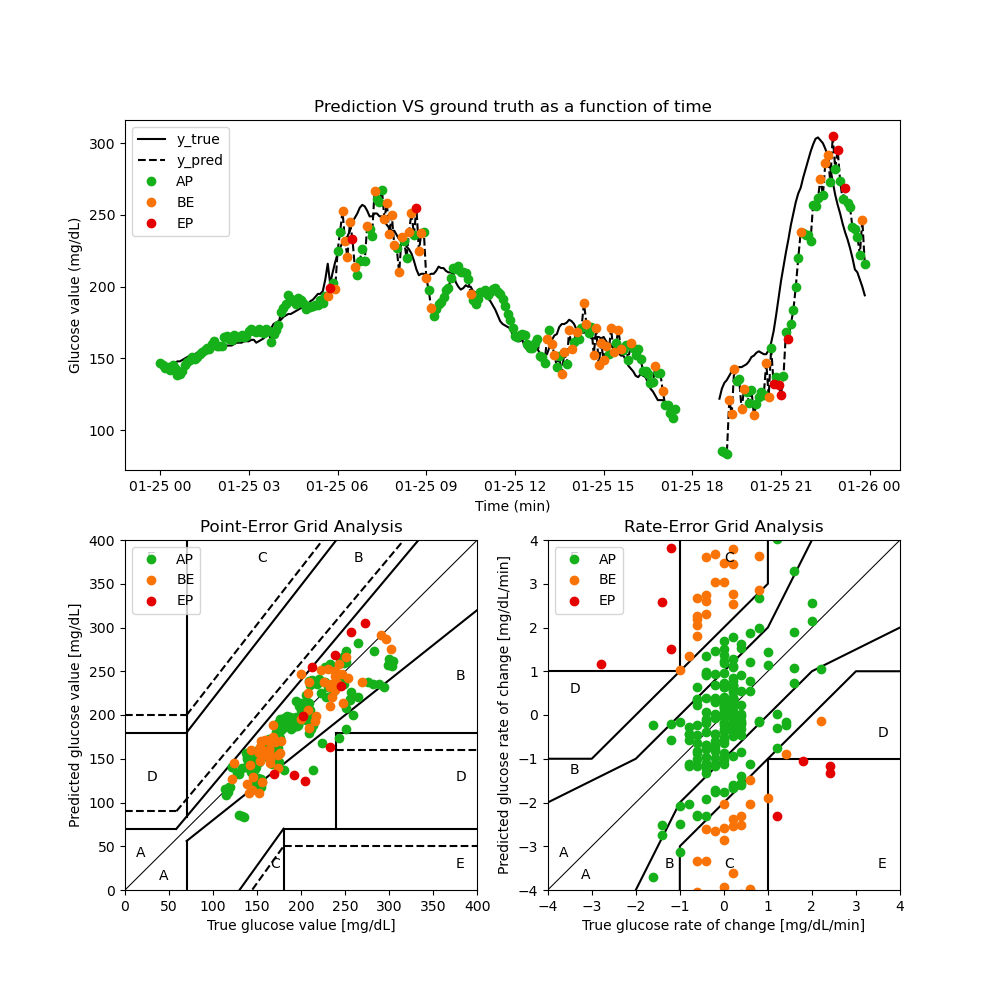 Prediction VS ground truth as a function of time
Glucose value (mg/dL)
300
250
200
150
100
y_true
y_pred
AP
BE
EP
01-25 00 01-25 03 01-25 06 01-25 09 01-25 12 01-25 15 01-25 18 01-25 21 01-26 00
Time (min)
Point-Error Grid Analysis
Predicted glucose value [mg/dL]
400
350
300
250
200
150
100
50
0
AP
BE
EP
C
B
B
D
D
A
A
C
E
0 50 100 150 200 250 300 350 400
True glucose value [mg/dL]
Rate-Error Grid Analysis
Predicted glucose rate of change [mg/dL/min]
4
3
2
1
0
−1
−2
−3
−4
AP
BE
EP
C
D
D
B
A
A
B
C
E
−4 −3 −2 −1 0 1 2 3 4
True glucose rate of change [mg/dL/min]